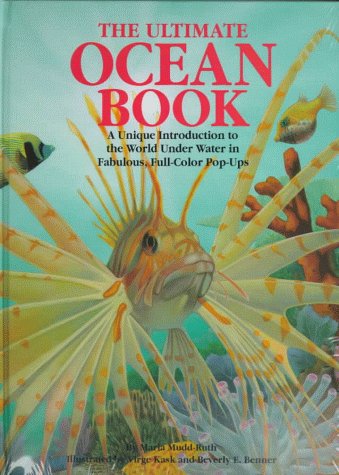 THE ULTIMATE
OCEAN
BOOK
A Unique Introduction to
the World Under Water in
Fabulous, Full-Color Pop-Ups
By Maria Mudd-Ruth
Illustrated by Virge Kask and Beverly E. Benner